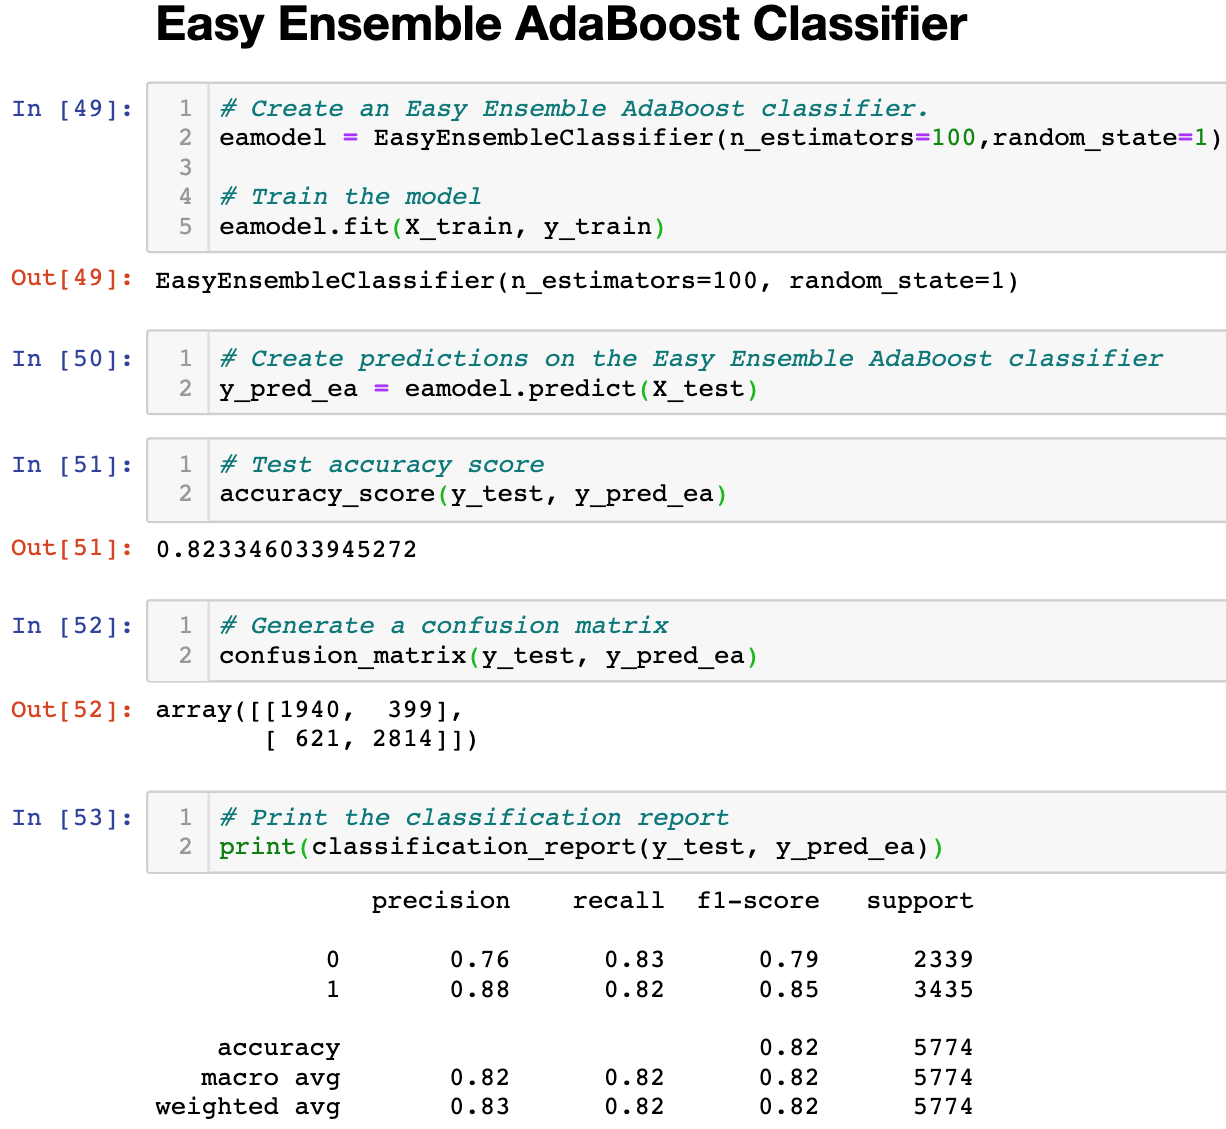 Easy Ensemble AdaBoost Classifier
In [49]:
1 # Create an Easy Ensemble AdaBoost classifier.
2 eamodel = EasyEnsembleClassifier(n_estimators=100,random_state=1)
3
4 # Train the model
5 eamodel.fit(X_train, y_train)
Out[49]: EasyEnsembleClassifier(n_estimators=100, random_state=1)
In [50]:
1 # Create predictions on the Easy Ensemble AdaBoost classifier
2 y_pred_ea = eamodel.predict(X_test)
In [51]:
1 # Test accuracy score
2 accuracy_score(y_test, y_pred_ea)
Out[51]: 0.823346033945272
In [52]:
1 # Generate a confusion matrix
2 confusion_matrix(y_test, y_pred_ea)
Out[52]: array([[1940,  399],
       [ 621, 2814]])
In [53]:
1 # Print the classification report
2 print(classification_report(y_test, y_pred_ea))
precision recall f1-score support
0 0.76 0.83 0.79 2339
1 0.88 0.82 0.85 3435
accuracy 0.82 5774
macro avg 0.82 0.82 0.82 5774
weighted avg 0.83 0.82 0.82 5774